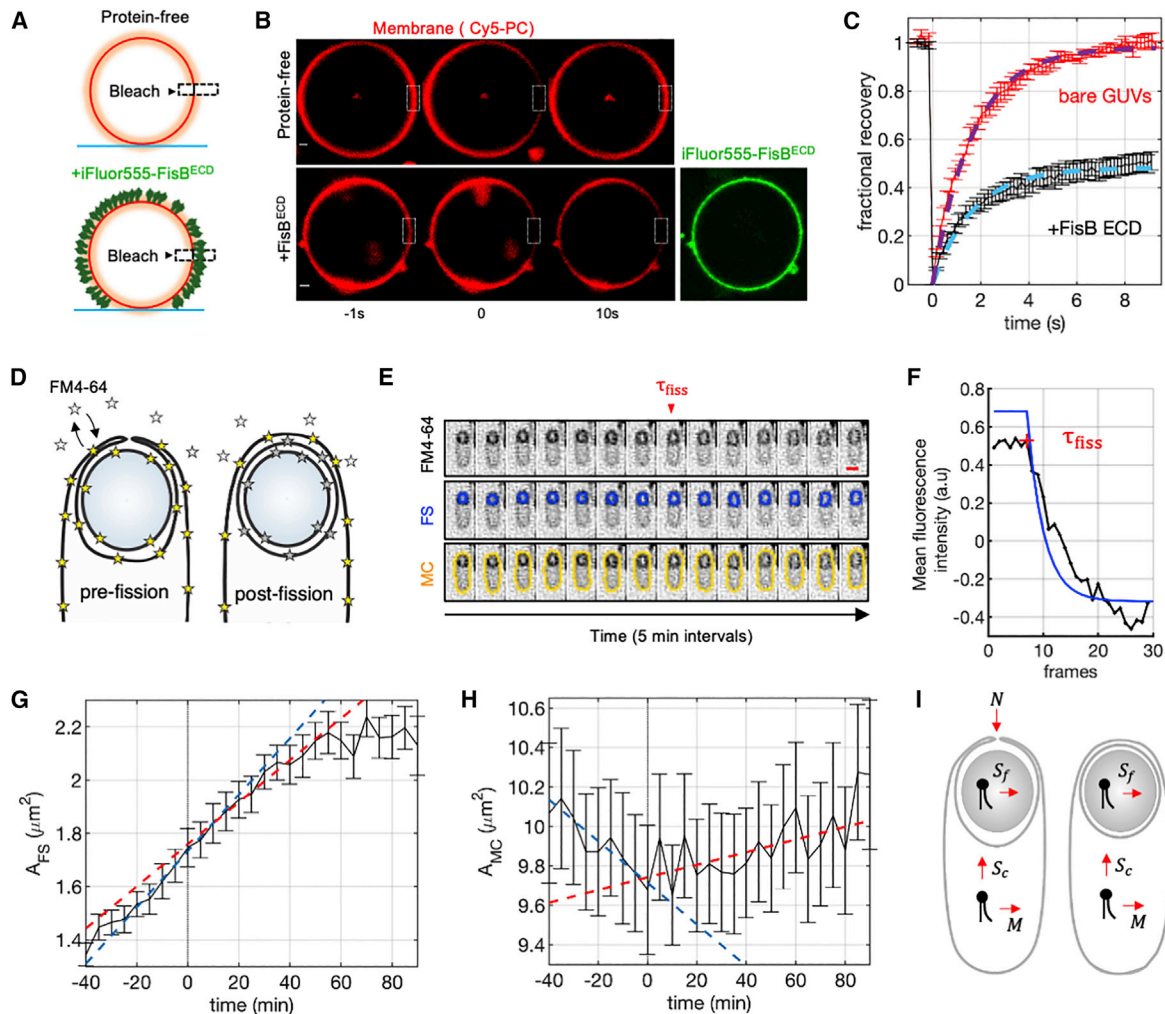 A
Protein-free
Bleach
+iFluor555-FisB^ECD
Bleach
B
Membrane ( Cy5-PC)
Protein-free
+FisB^ECD
iFluor555-FisB^ECD
-1s
0
10s
C
fractional recovery
1
0.8
0.6
0.4
0.2
0
bare GUVs
+FisB ECD
0
2
4
6
8
time (s)
D
FM4-64
pre-fission
post-fission
E
τfiss
FM4-64
FS
MC
Time (5 min intervals)
F
Mean fluorescence
intensity (a.u)
0.8
0.6
0.4
0.2
0
-0.2
-0.4
τfiss
0
10
20
30
frames
G
A_FS (μm²)
2.2
2.0
1.8
1.6
1.4
-40
-20
0
20
40
60
80
time (min)
H
A_MC (μm²)
10.6
10.4
10.2
10
9.8
9.6
9.4
-40
-20
0
20
40
60
80
time (min)
I
N
S_f
S_c
M
S_f
S_c
M